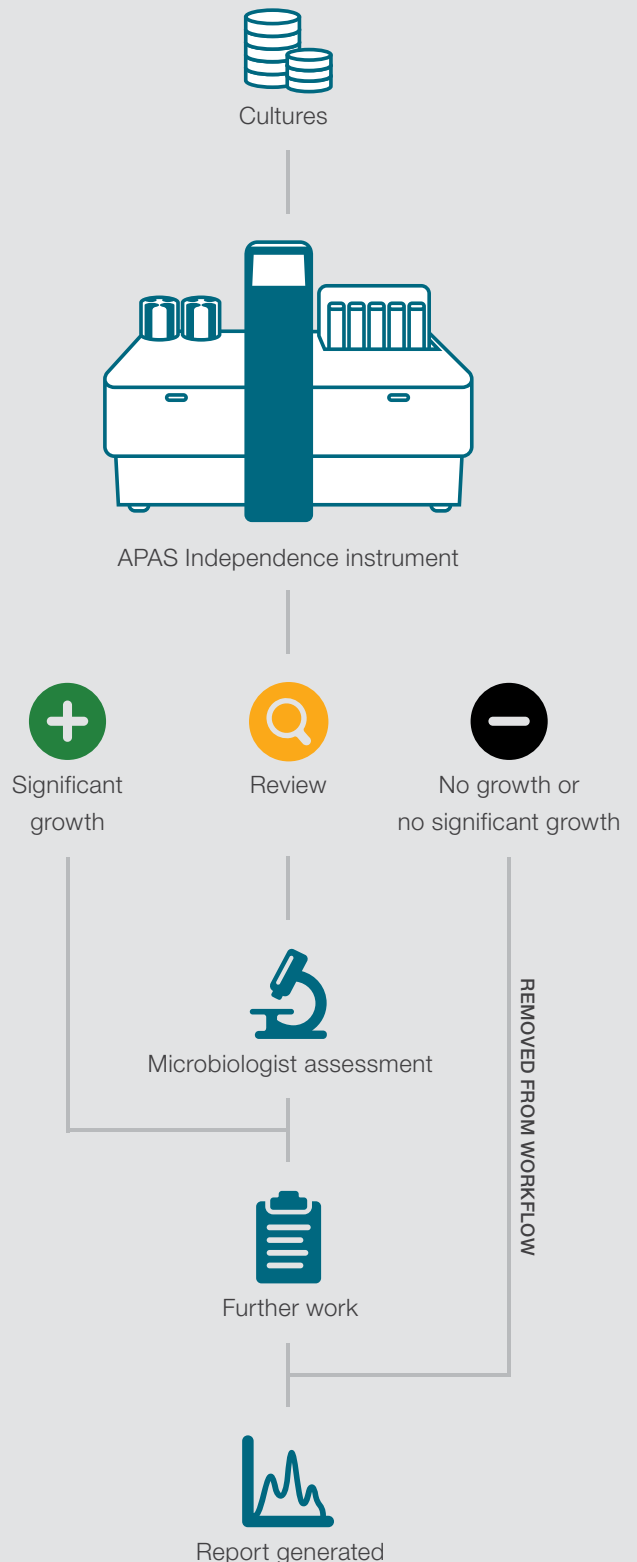 Cultures
APAS Independence instrument
Significant
growth
Review
No growth or
no significant growth
REMOVED FROM WORKFLOW
Microbiologist assessment
Further work
Report generated